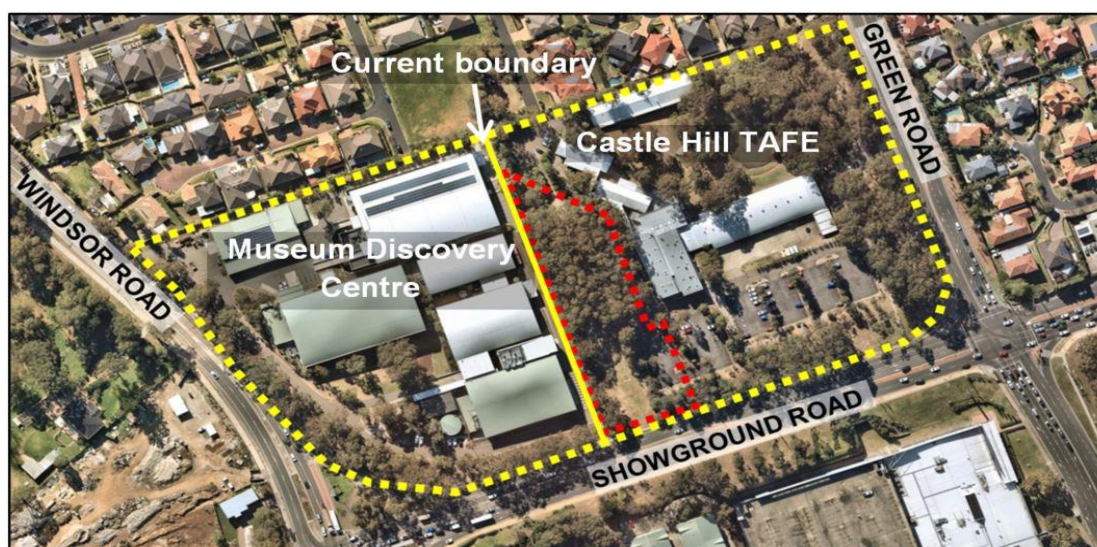 Current boundary
GREEN ROAD
Castle Hill TAFE
WINDSOR ROAD
Museum Discovery
Centre
SHOWGROUND ROAD